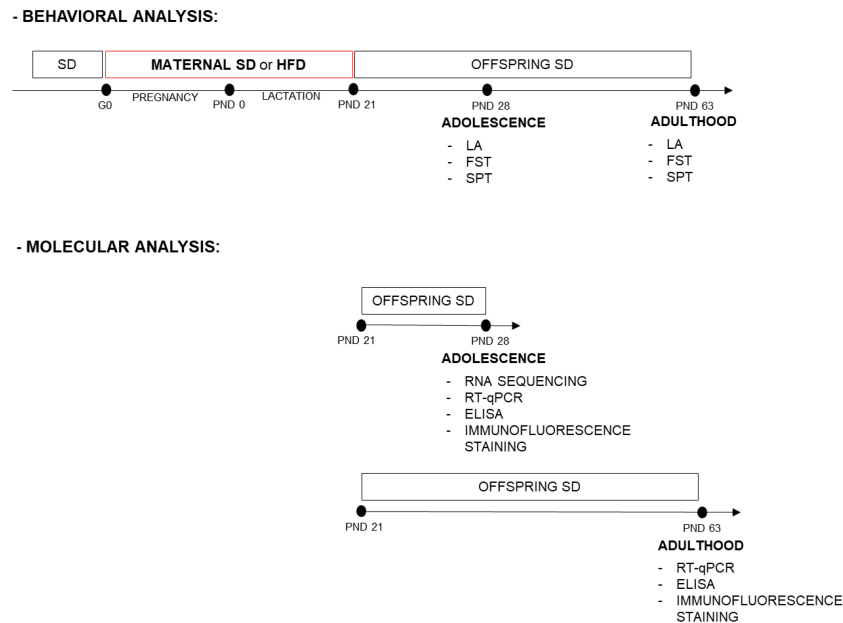 - BEHAVIORAL ANALYSIS:
SD
MATERNAL SD or HFD
OFFSPRING SD
G0
PREGNANCY
PND 0
LACTATION
PND 21
PND 28
PND 63
ADOLESCENCE
ADULTHOOD
- LA
- FST
- SPT
- LA
- FST
- SPT
- MOLECULAR ANALYSIS:
OFFSPRING SD
PND 21
PND 28
ADOLESCENCE
- RNA SEQUENCING
- RT-qPCR
- ELISA
- IMMUNOFLUORESCENCE
STAINING
OFFSPRING SD
PND 21
PND 63
ADULTHOOD
- RT-qPCR
- ELISA
- IMMUNOFLUORESCENCE
STAINING